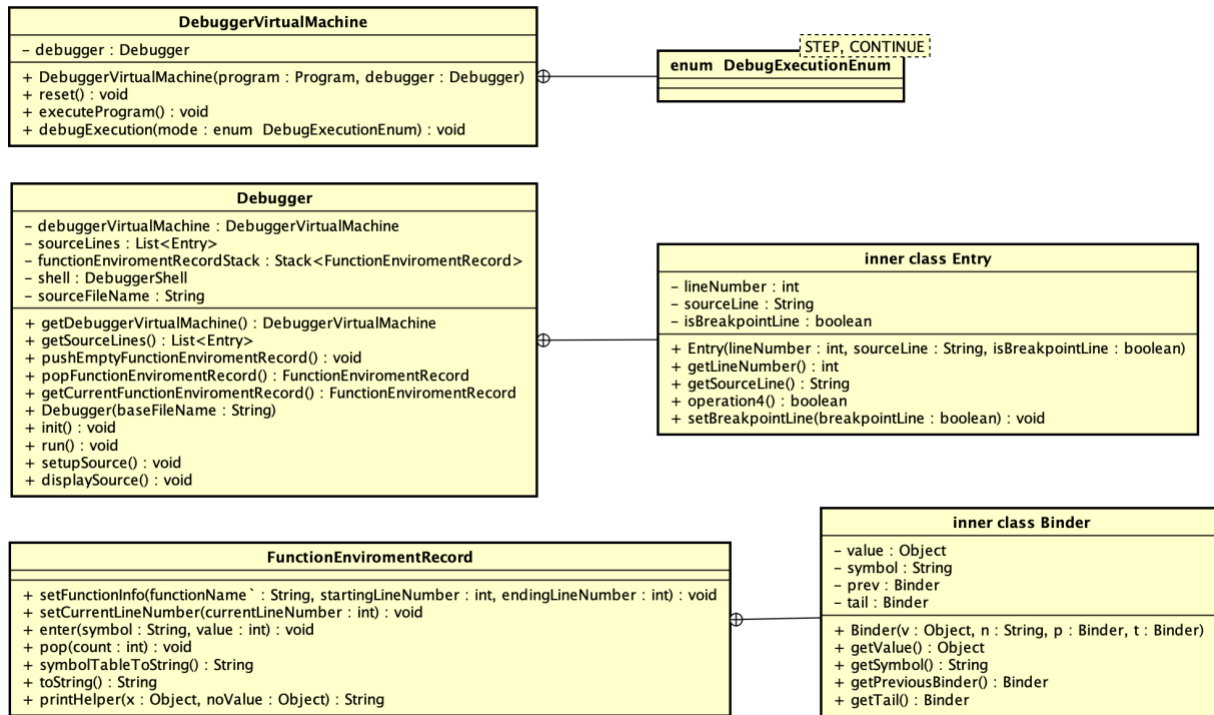 DebuggerVirtualMachine
- debugger : Debugger
+ DebuggerVirtualMachine(program : Program, debugger : Debugger)
+ reset() : void
+ executeProgram() : void
+ debugExecution(mode : enum DebugExecutionEnum) : void
STEP, CONTINUE
enum DebugExecutionEnum
Debugger
- debuggerVirtualMachine : DebuggerVirtualMachine
- sourceLines : List<Entry>
- functionEnviromentRecordStack : Stack<FunctionEnviromentRecord>
- shell : DebuggerShell
- sourceFileName : String
+ getDebuggerVirtualMachine() : DebuggerVirtualMachine
+ getSourceLines() : List<Entry>
+ pushEmptyFunctionEnviromentRecord() : void
+ popFunctionEnviromentRecord() : FunctionEnviromentRecord
+ getCurrentFunctionEnviromentRecord() : FunctionEnviromentRecord
+ Debugger(baseFileName : String)
+ init() : void
+ run() : void
+ setupSource() : void
+ displaySource() : void
inner class Entry
- lineNumber : int
- sourceLine : String
- isBreakpointLine : boolean
+ Entry(lineNumber : int, sourceLine : String, isBreakpointLine : boolean)
+ getLineNumber() : int
+ getSourceLine() : String
+ operation4() : boolean
+ setBreakpointLine(breakpointLine : boolean) : void
FunctionEnviromentRecord
+ setFunctionInfo(functionName` : String, startingLineNumber : int, endingLineNumber : int) : void
+ setCurrentLineNumber(currentLineNumber : int) : void
+ enter(symbol : String, value : int) : void
+ pop(count : int) : void
+ symbolTableToString() : String
+ toString() : String
+ printHelper(x : Object, noValue : Object) : String
inner class Binder
- value : Object
- symbol : String
- prev : Binder
- tail : Binder
+ Binder(v : Object, n : String, p : Binder, t : Binder)
+ getValue() : Object
+ getSymbol() : String
+ getPreviousBinder() : Binder
+ getTail() : Binder